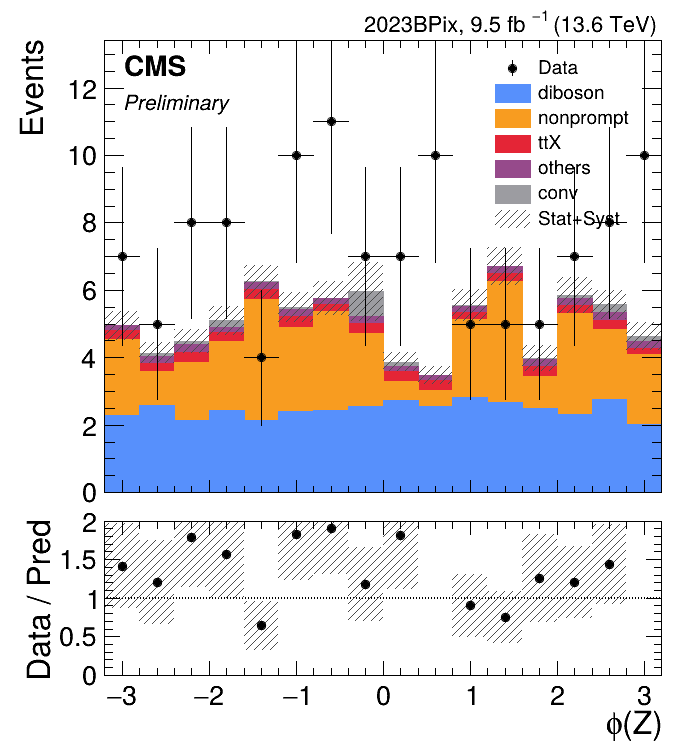 2023BPix, 9.5 fb⁻¹ (13.6 TeV)
CMS
Preliminary
Events
12
10
8
6
4
2
0
Data
diboson
nonprompt
ttX
others
conv
Stat+Syst
Data / Pred
2
1.5
1
0.5
0
−3 −2 −1 0 1 2 3
ϕ(Z)